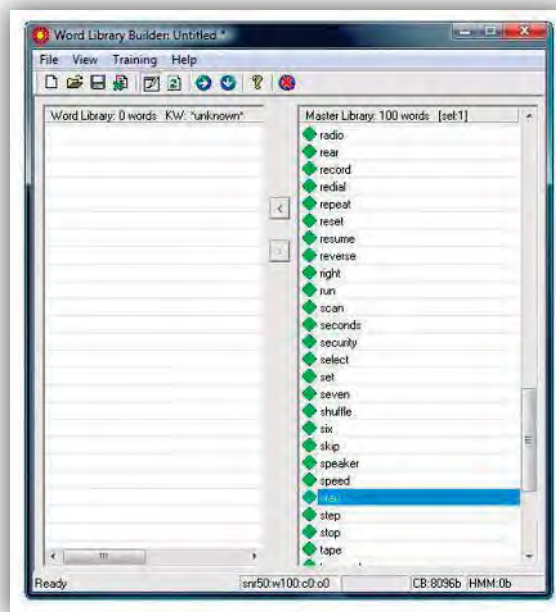 Word Library Builder: Untitled *
File View Training Help
Word Library: 0 words KW: *unknown*
Master Library: 100 words [sel:1]
radio
rear
record
redial
repeat
reset
resume
reverse
right
run
scan
seconds
security
select
set
seven
shuffle
six
skip
speaker
speed
step
stop
tape
Ready
snr50:w100:c0:o0
CB:8096b
HMM:0b